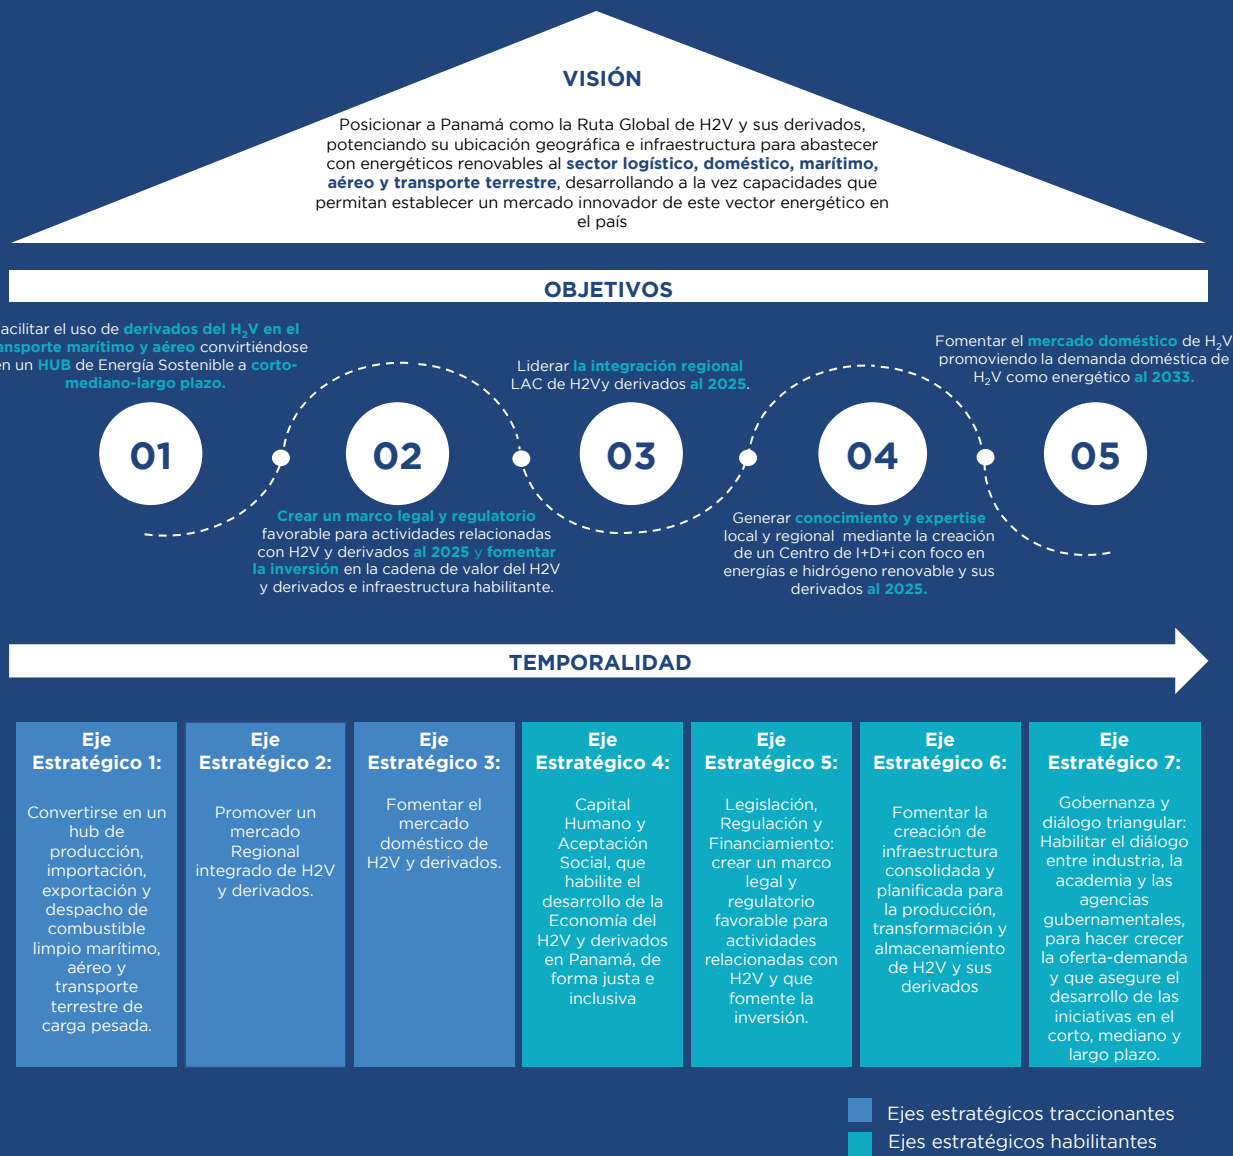 VISIÓN
Posicionar a Panamá como la Ruta Global de H2V y sus derivados,
potenciando su ubicación geográfica e infraestructura para abastecer
con energéticos renovables al sector logístico, doméstico, marítimo,
aéreo y transporte terrestre, desarrollando a la vez capacidades que
permitan establecer un mercado innovador de este vector energético en
el país
OBJETIVOS
acilitar el uso de derivados del H₂V en el
ansporte marítimo y aéreo convirtiéndose
en un HUB de Energía Sostenible a corto-
mediano-largo plazo.
01
02
Crear un marco legal y regulatorio
favorable para actividades relacionadas
con H2V y derivados al 2025 y fomentar
la inversión en la cadena de valor del H2V
y derivados e infraestructura habilitante.
Liderar la integración regional
LAC de H2Vy derivados al 2025.
03
04
Generar conocimiento y expertise
local y regional mediante la creación
de un Centro de I+D+i con foco en
energías e hidrógeno renovable y sus
derivados al 2025.
Fomentar el mercado doméstico de H₂V
promoviendo la demanda doméstica de
H₂V como energético al 2033.
05
TEMPORALIDAD
Eje
Estratégico 1:
Convertirse en un
hub de
producción,
importación,
exportación y
despacho de
combustible
limpio marítimo,
aéreo y
transporte
terrestre de
carga pesada.
Eje
Estratégico 2:
Promover un
mercado
Regional
integrado de H2V
y derivados.
Eje
Estratégico 3:
Fomentar el
mercado
doméstico de
H2V y derivados.
Eje
Estratégico 4:
Capital
Humano y
Aceptación
Social, que
habilite el
desarrollo de la
Economía del
H2V y derivados
en Panamá, de
forma justa e
inclusiva
Eje
Estratégico 5:
Legislación,
Regulación y
Financiamiento:
crear un marco
legal y
regulatorio
favorable para
actividades
relacionadas con
H2V y que
fomente la
inversión.
Eje
Estratégico 6:
Fomentar la
creación de
infraestructura
consolidada y
planificada para
la producción,
transformación y
almacenamiento
de H2V y sus
derivados
Eje
Estratégico 7:
Gobernanza y
diálogo triangular:
Habilitar el diálogo
entre industria, la
academia y las
agencias
gubernamentales,
para hacer crecer
la oferta-demanda
y que asegure el
desarrollo de las
iniciativas en el
corto, mediano y
largo plazo.
Ejes estratégicos traccionantes
Ejes estratégicos habilitantes